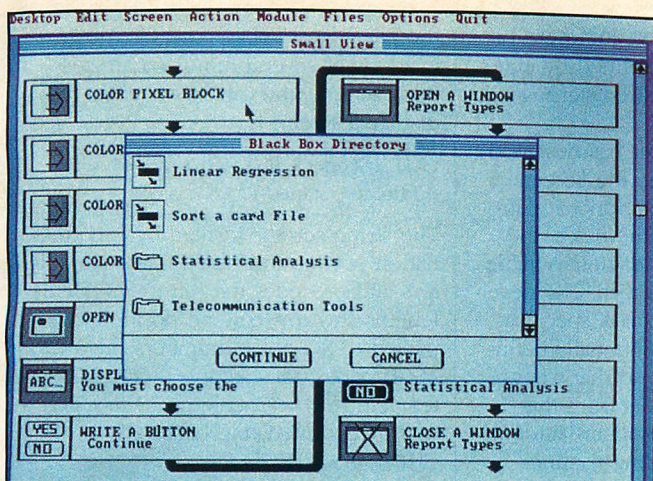 Desktop Edit Screen Action Module Files Options Quit
Small View
COLOR PIXEL BLOCK
OPEN A WINDOW
Report Types
Black Box Directory
COLOR
Linear Regression
COLOR
Sort a card File
COLOR
Statistical Analysis
OPEN
Telecommunication Tools
CONTINUE
CANCEL
ABC_
DISPL
You must choose the
NO
Statistical Analysis
YES
NO
WRITE A BUTTON
Continue
CLOSE A WINDOW
Report Types